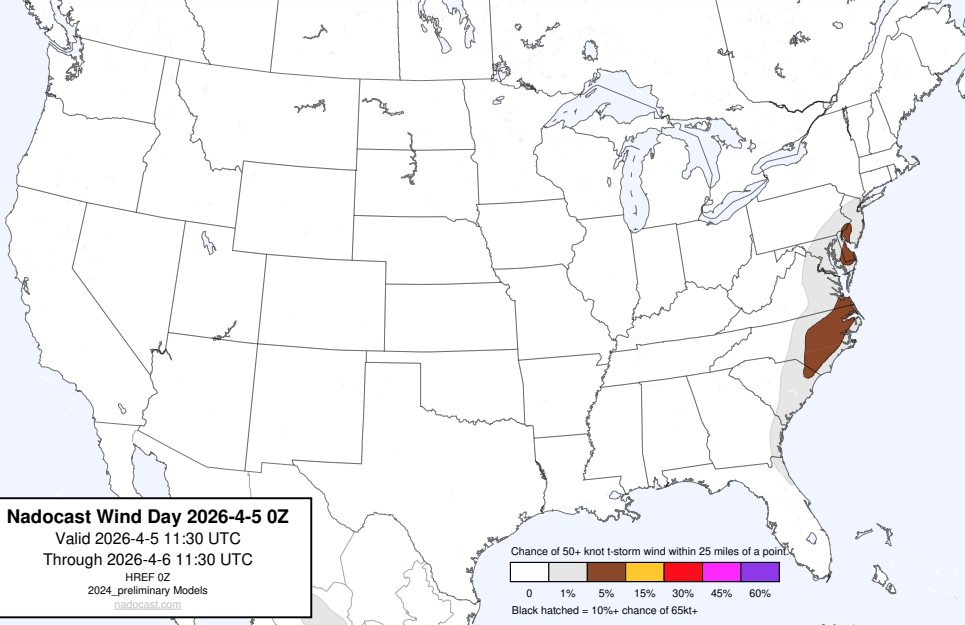 Nadocast Wind Day 2026-4-5 0Z
Valid 2026-4-5 11:30 UTC
Through 2026-4-6 11:30 UTC
HREF 0Z
2024_preliminary Models
nadocast.com
Chance of 50+ knot t-storm wind within 25 miles of a point.
0 1% 5% 15% 30% 45% 60%
Black hatched = 10%+ chance of 65kt+